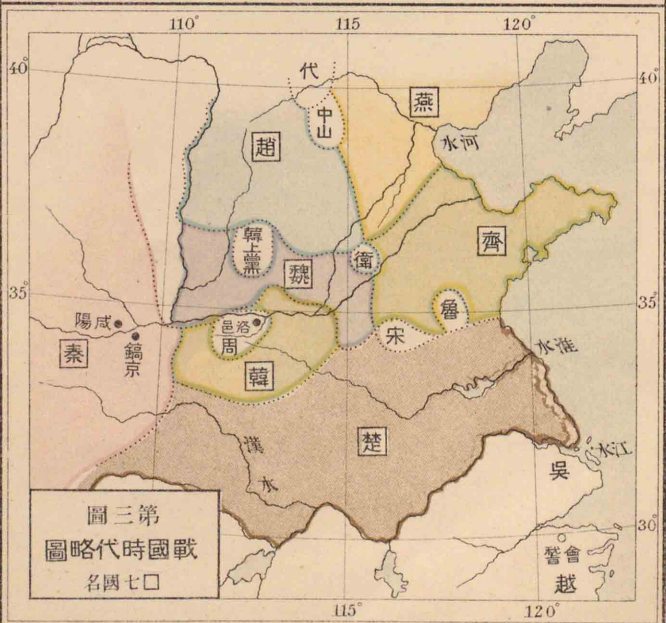 110°
115
120°
40°
40°
代
燕
中山
趙
河水
韓上黨
衛
齊
魏
35°
35°
魯
咸陽
洛邑
宋
鎬京
周
秦
韓
淮水
楚
漢水
江水
吳
30°
會稽
越
115°
120°
第三圖
戰國時代略圖
□七國名